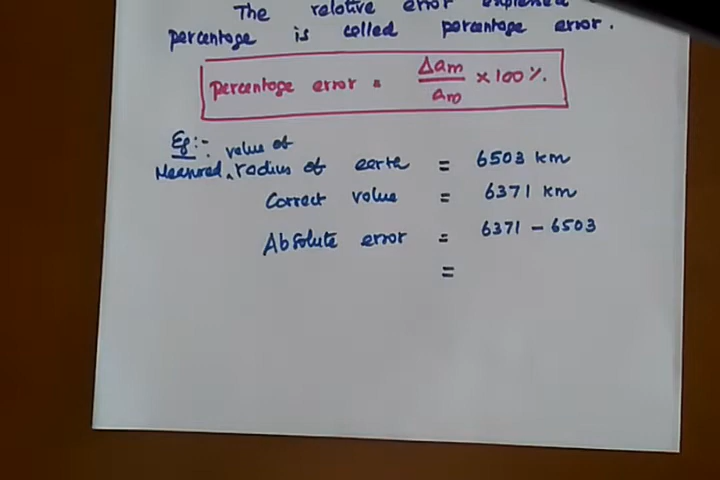 The relative error explained
percentage is called percentage error.
percentage error = Δam/am × 100%.
Eg:- value of
Measured ^ radius of earth = 6503 km
Correct value = 6371 km
Absolute error = 6371 - 6503
=